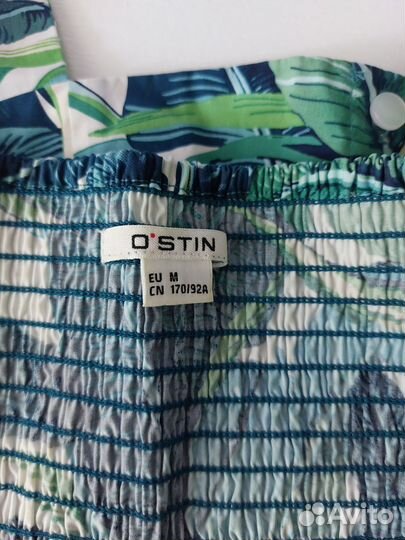 O'STIN
EU M
CN 170/92A
Avito